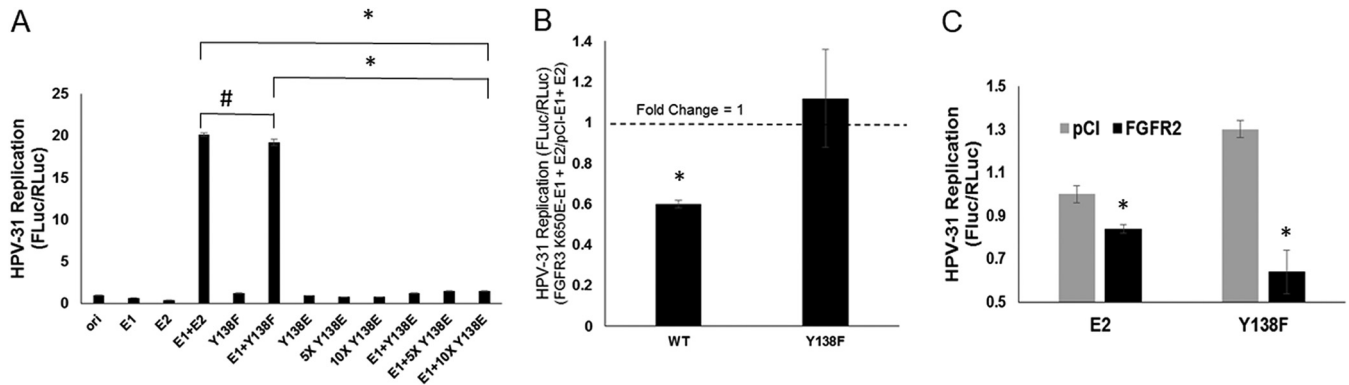 A
*
*
#
HPV-31 Replication
(FLuc/RLuc)
25
20
15
10
5
0
ori
E1
E2
E1+E2
Y138F
E1+Y138F
Y138E
5X Y138E
10X Y138E
E1+Y138E
E1+5X Y138E
E1+10X Y138E
B
HPV-31 Replication (FLuc/RLuc)
(FGFR3 K650E-E1 + E2/pCI-E1+ E2)
1.4
1.2
1
0.8
0.6
0.4
0.2
0
Fold Change = 1
*
WT
Y138F
C
HPV-31 Replication
(Fluc/RLuc)
1.5
1.3
1.1
0.9
0.7
0.5
pCI FGFR2
*
*
E2
Y138F